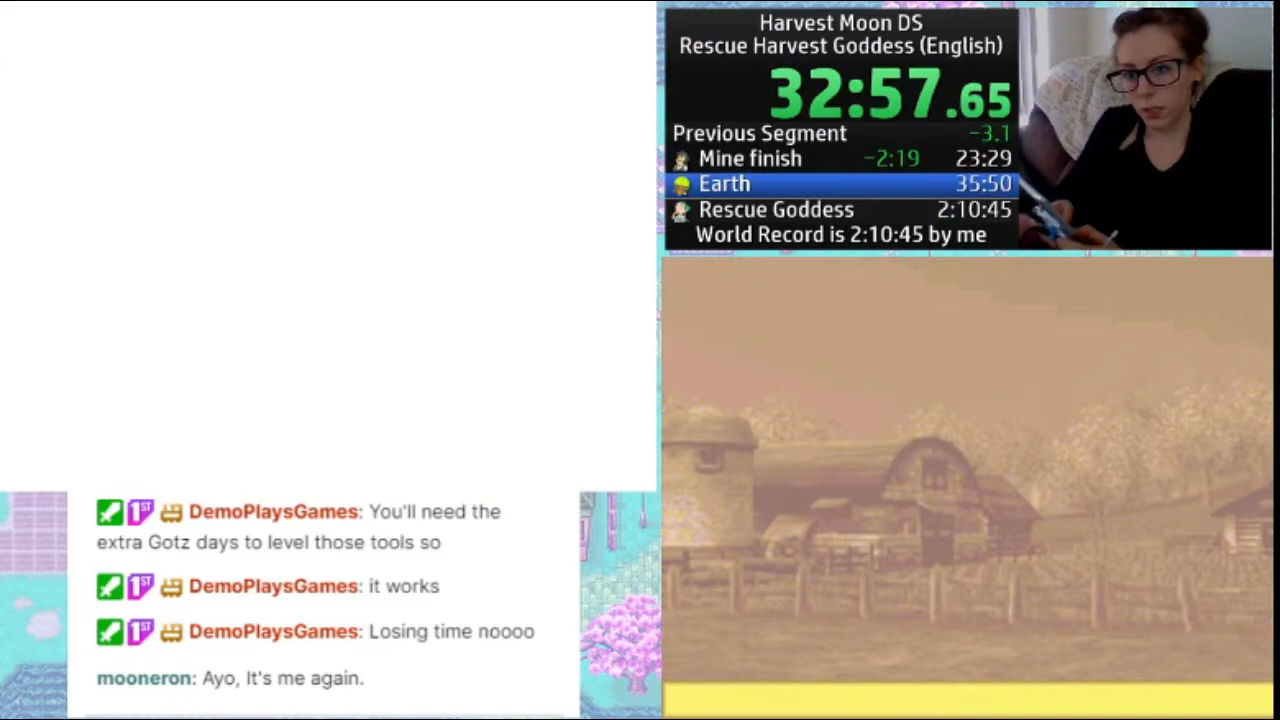 Harvest Moon DS
Rescue Harvest Goddess (English)
32:57.65
Previous Segment -3.1
Mine finish -2:19 23:29
Earth 35:50
Rescue Goddess 2:10:45
World Record is 2:10:45 by me
1ST DemoPlaysGames: You'll need the
extra Gotz days to level those tools so
1ST DemoPlaysGames: it works
1ST DemoPlaysGames: Losing time noooo
mooneron: Ayo, It's me again.